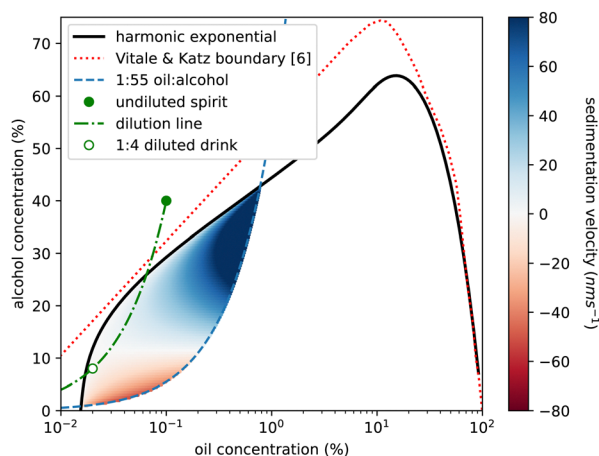 harmonic exponential
Vitale & Katz boundary [6]
1:55 oil:alcohol
undiluted spirit
dilution line
1:4 diluted drink
alcohol concentration (%)
70
60
50
40
30
20
10
0
10⁻²
10⁻¹
10⁰
10¹
10²
oil concentration (%)
80
60
40
20
0
−20
−40
−60
−80
sedimentation velocity (nms⁻¹)